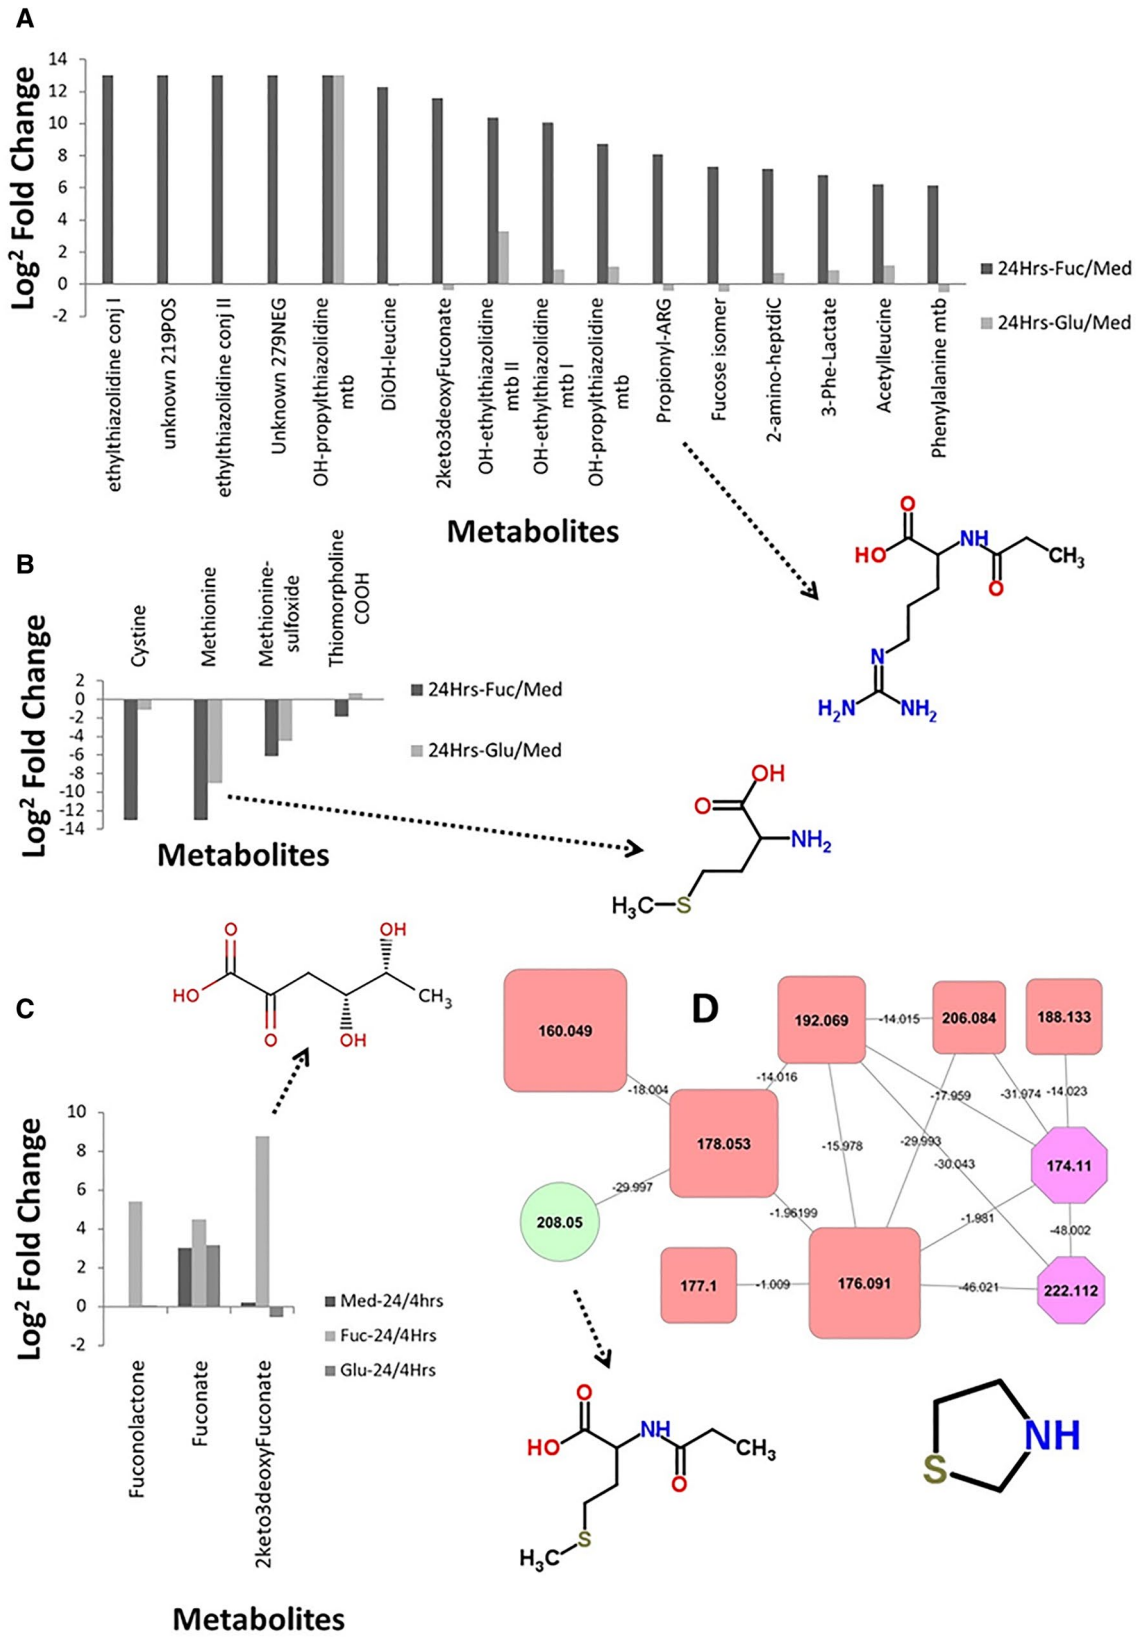 A
Log² Fold Change
14
12
10
8
6
4
2
0
-2
ethylthiazolidine conj I
unknown 219POS
ethylthiazolidine conj II
Unknown 279NEG
OH-propylthiazolidine
mtb
DiOH-leucine
2keto3deoxyFuconate
OH-ethylthiazolidine
mtb II
OH-ethylthiazolidine
mtb I
OH-propylthiazolidine
mtb
Propionyl-ARG
Fucose isomer
2-amino-heptdiC
3-Phe-Lactate
Acetylleucine
Phenylalanine mtb
24Hrs-Fuc/Med
24Hrs-Glu/Med
Metabolites
O
HO
NH
O
CH3
N
H2N
NH2
B
Log² Fold Change
Cystine
Methionine
Methionine-
sulfoxide
Thiomorpholine
COOH
2
0
-2
-4
-6
-8
-10
-12
-14
24Hrs-Fuc/Med
24Hrs-Glu/Med
Metabolites
OH
O
NH2
H3C
S
C
O
HO
O
OH
OH
CH3
Log² Fold Change
10
8
6
4
2
0
-2
Fuconolactone
Fuconate
2keto3deoxyFuconate
Med-24/4hrs
Fuc-24/4Hrs
Glu-24/4Hrs
Metabolites
D
160.049
192.069
-14.015
206.084
188.133
-18.004
-14.016
-17.959
-31.974
-14.023
178.053
-15.978
-29.993
-30.043
174.11
-29.997
208.05
-1.96199
-1.981
-48.002
177.1
-1.009
176.091
-46.021
222.112
O
HO
NH
O
CH3
S
H3C
NH
S